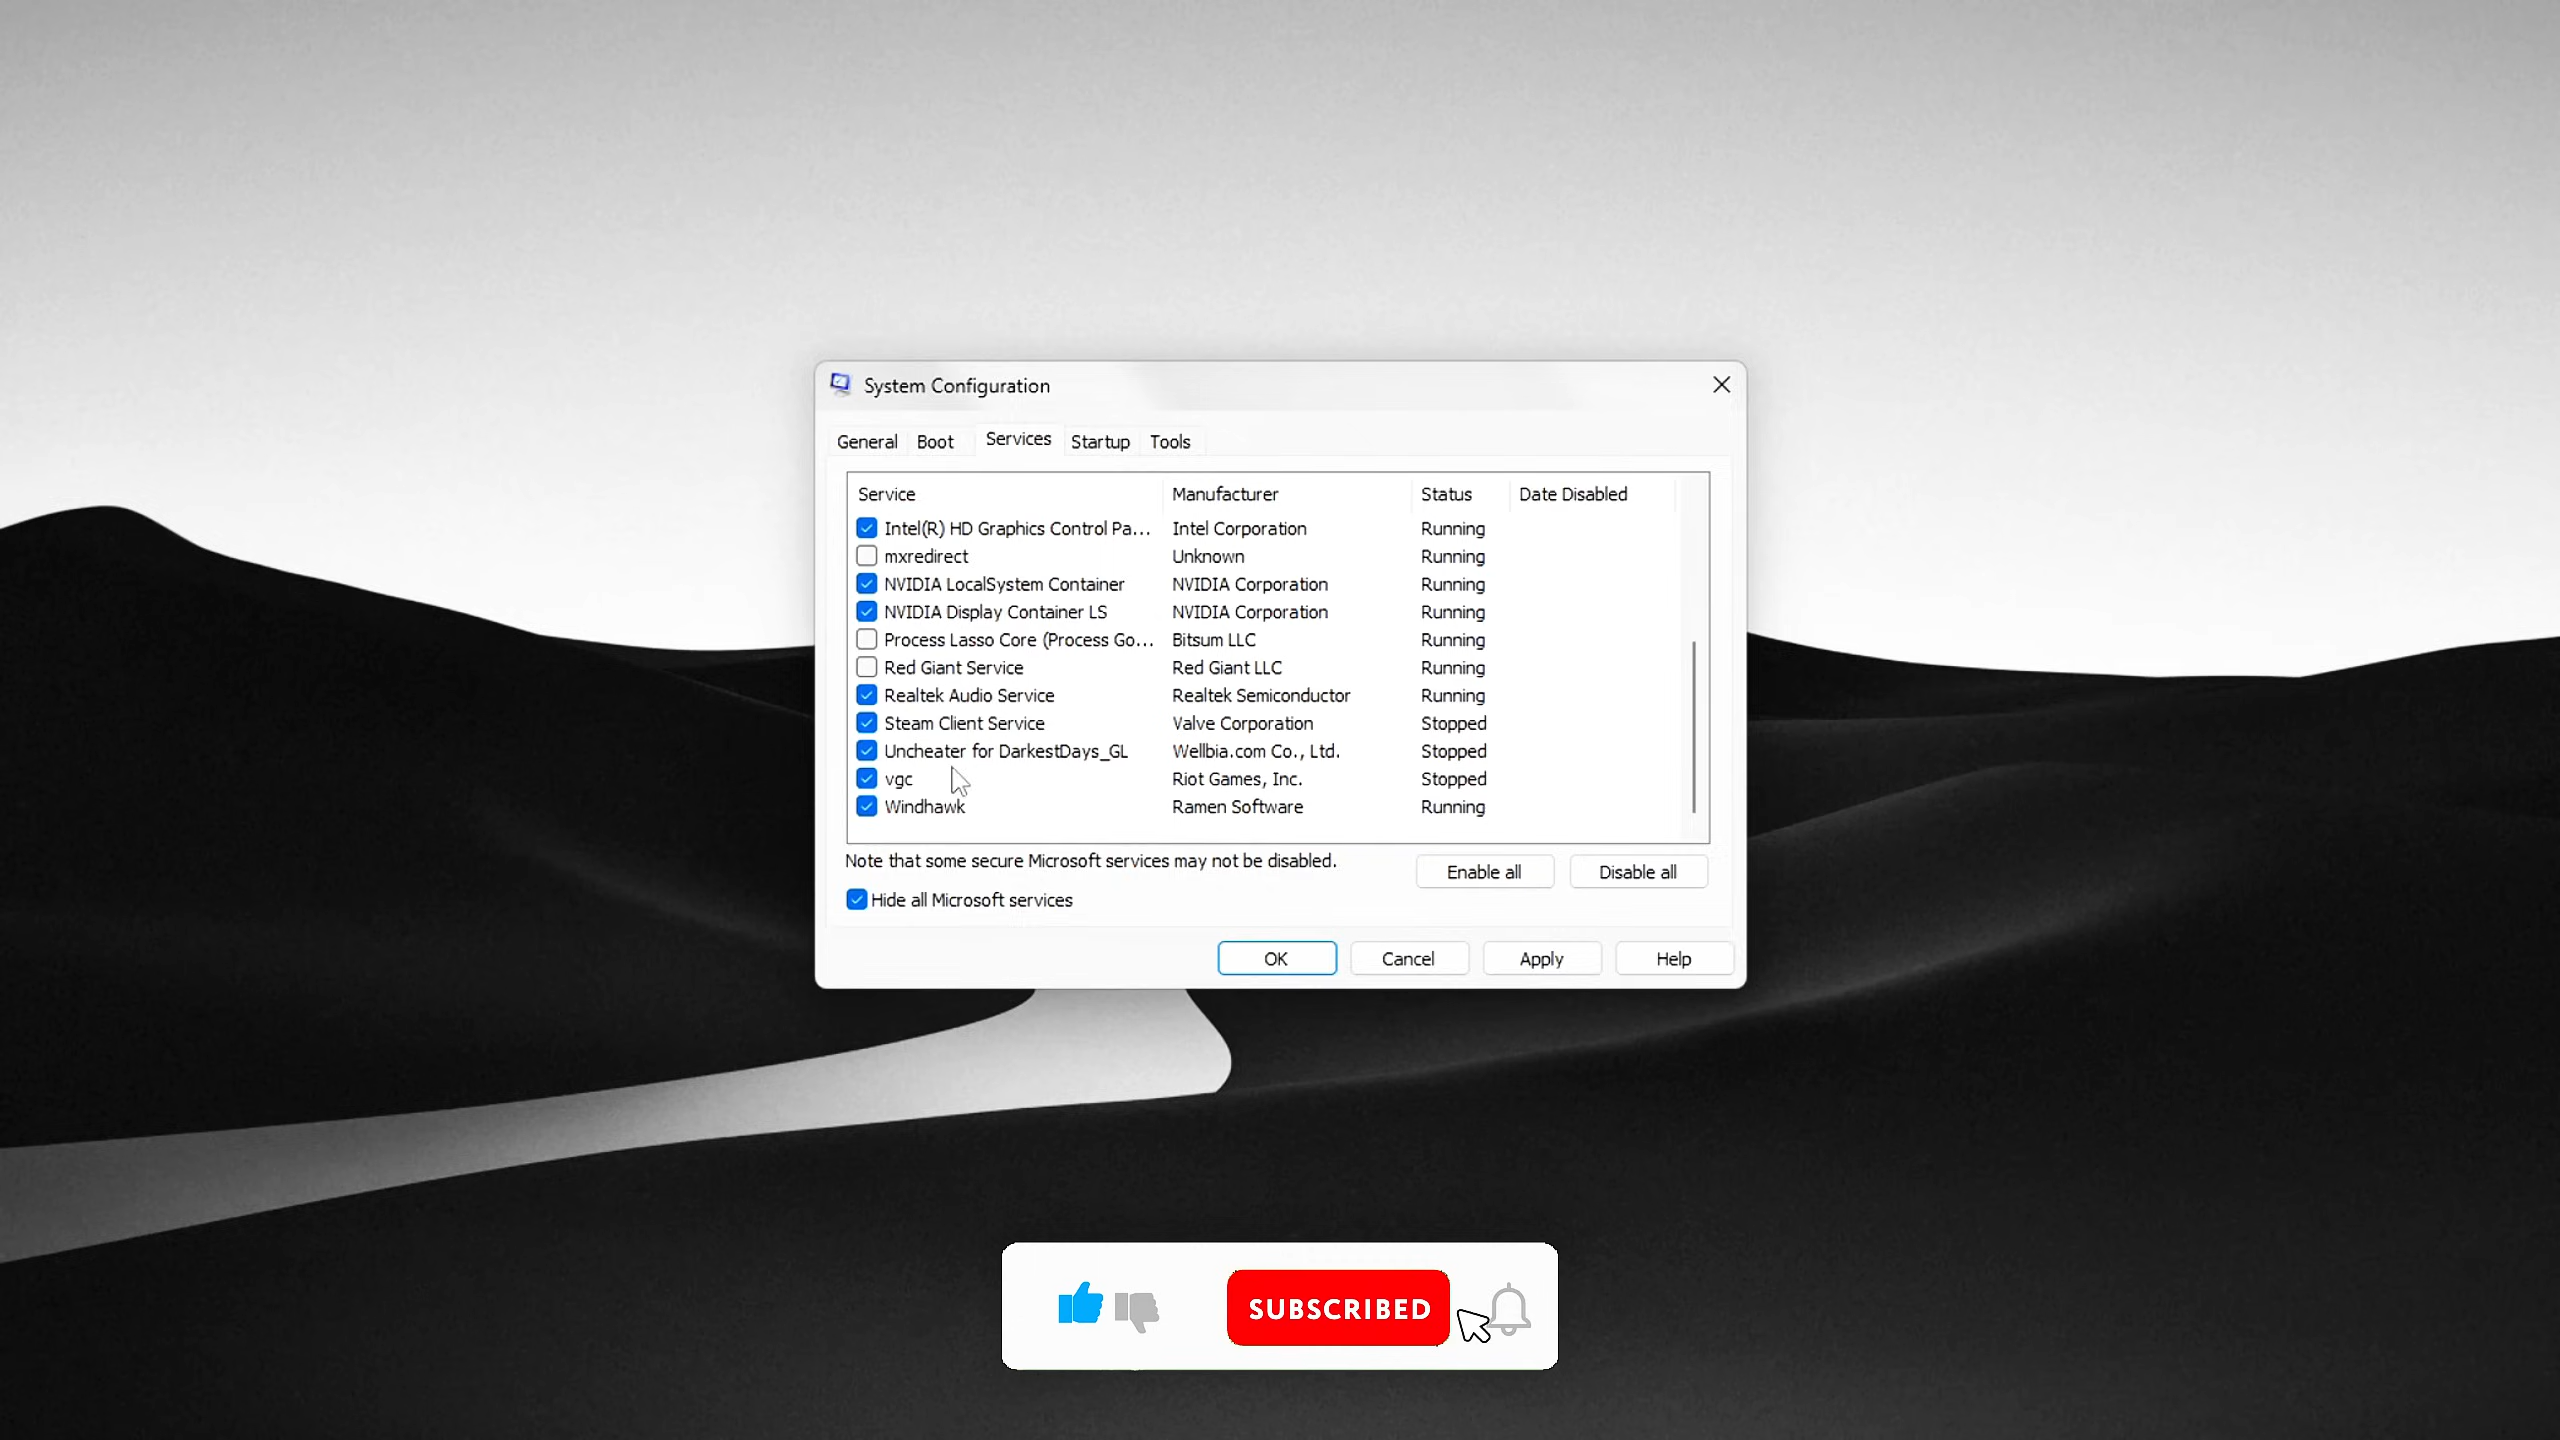 System Configuration
General Boot Services Startup Tools
Service Manufacturer Status Date Disabled
Intel(R) HD Graphics Control Pa... Intel Corporation Running
mxredirect Unknown Running
NVIDIA LocalSystem Container NVIDIA Corporation Running
NVIDIA Display Container LS NVIDIA Corporation Running
Process Lasso Core (Process Go... Bitsum LLC Running
Red Giant Service Red Giant LLC Running
Realtek Audio Service Realtek Semiconductor Running
Steam Client Service Valve Corporation Stopped
Uncheater for DarkestDays_GL Wellbia.com Co., Ltd. Stopped
vgc Riot Games, Inc. Stopped
Windhawk Ramen Software Running
Note that some secure Microsoft services may not be disabled.
Enable all Disable all
Hide all Microsoft services
OK Cancel Apply Help
SUBSCRIBED